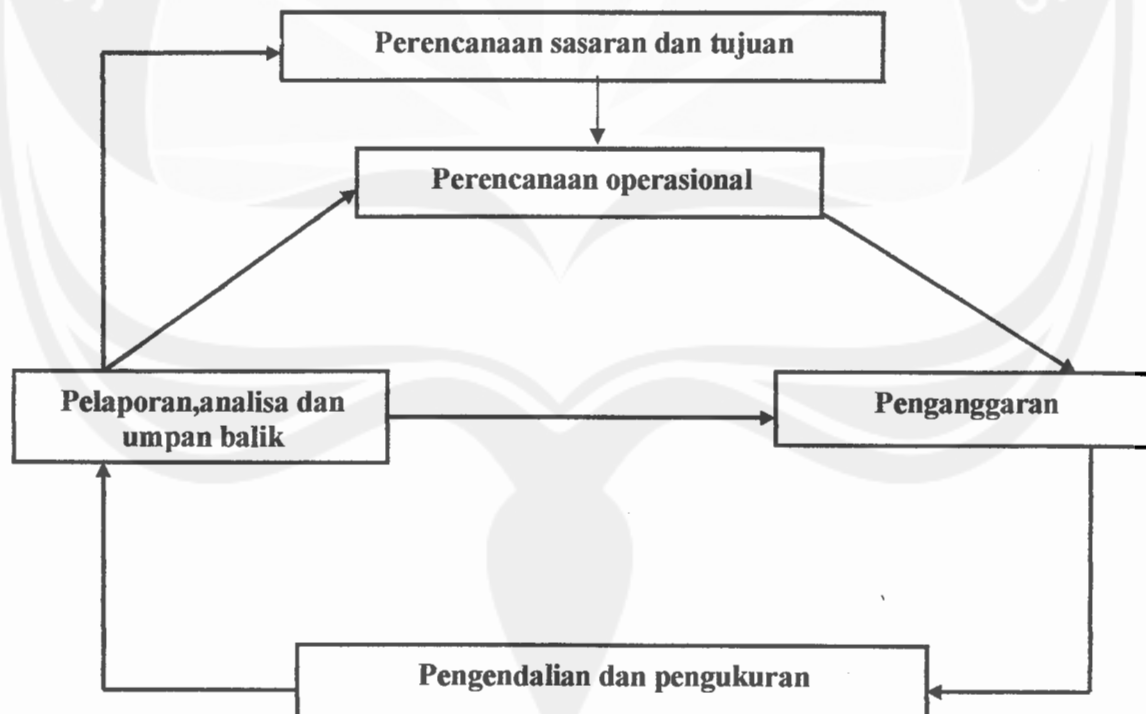 Perencanaan sasaran dan tujuan
Perencanaan operasional
Pelaporan,analisa dan
umpan balik
Penganggaran
Pengendalian dan pengukuran